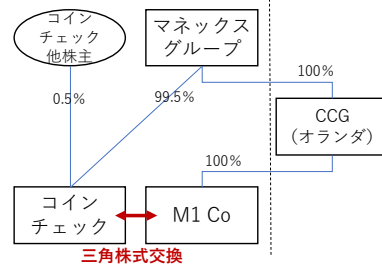 コイン
チェック
他株主
マネックス
グループ
100%
0.5%
99.5%
CCG
(オランダ)
100%
コイン
チェック
M1 Co
三角株式交換